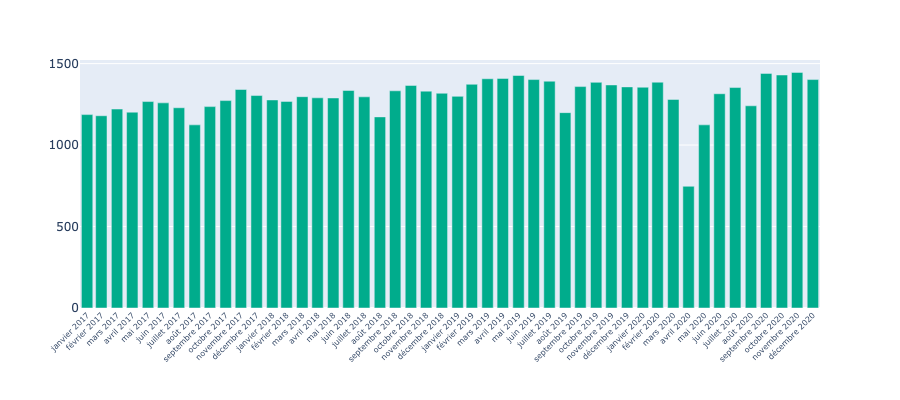 1500
1000
500
0
janvier 2017
février 2017
mars 2017
avril 2017
mai 2017
juin 2017
juillet 2017
août 2017
septembre 2017
octobre 2017
novembre 2017
décembre 2017
janvier 2018
février 2018
mars 2018
avril 2018
mai 2018
juin 2018
juillet 2018
août 2018
septembre 2018
octobre 2018
novembre 2018
décembre 2018
janvier 2019
février 2019
mars 2019
avril 2019
mai 2019
juin 2019
juillet 2019
août 2019
septembre 2019
octobre 2019
novembre 2019
décembre 2019
janvier 2020
février 2020
mars 2020
avril 2020
mai 2020
juin 2020
juillet 2020
août 2020
septembre 2020
octobre 2020
novembre 2020
décembre 2020